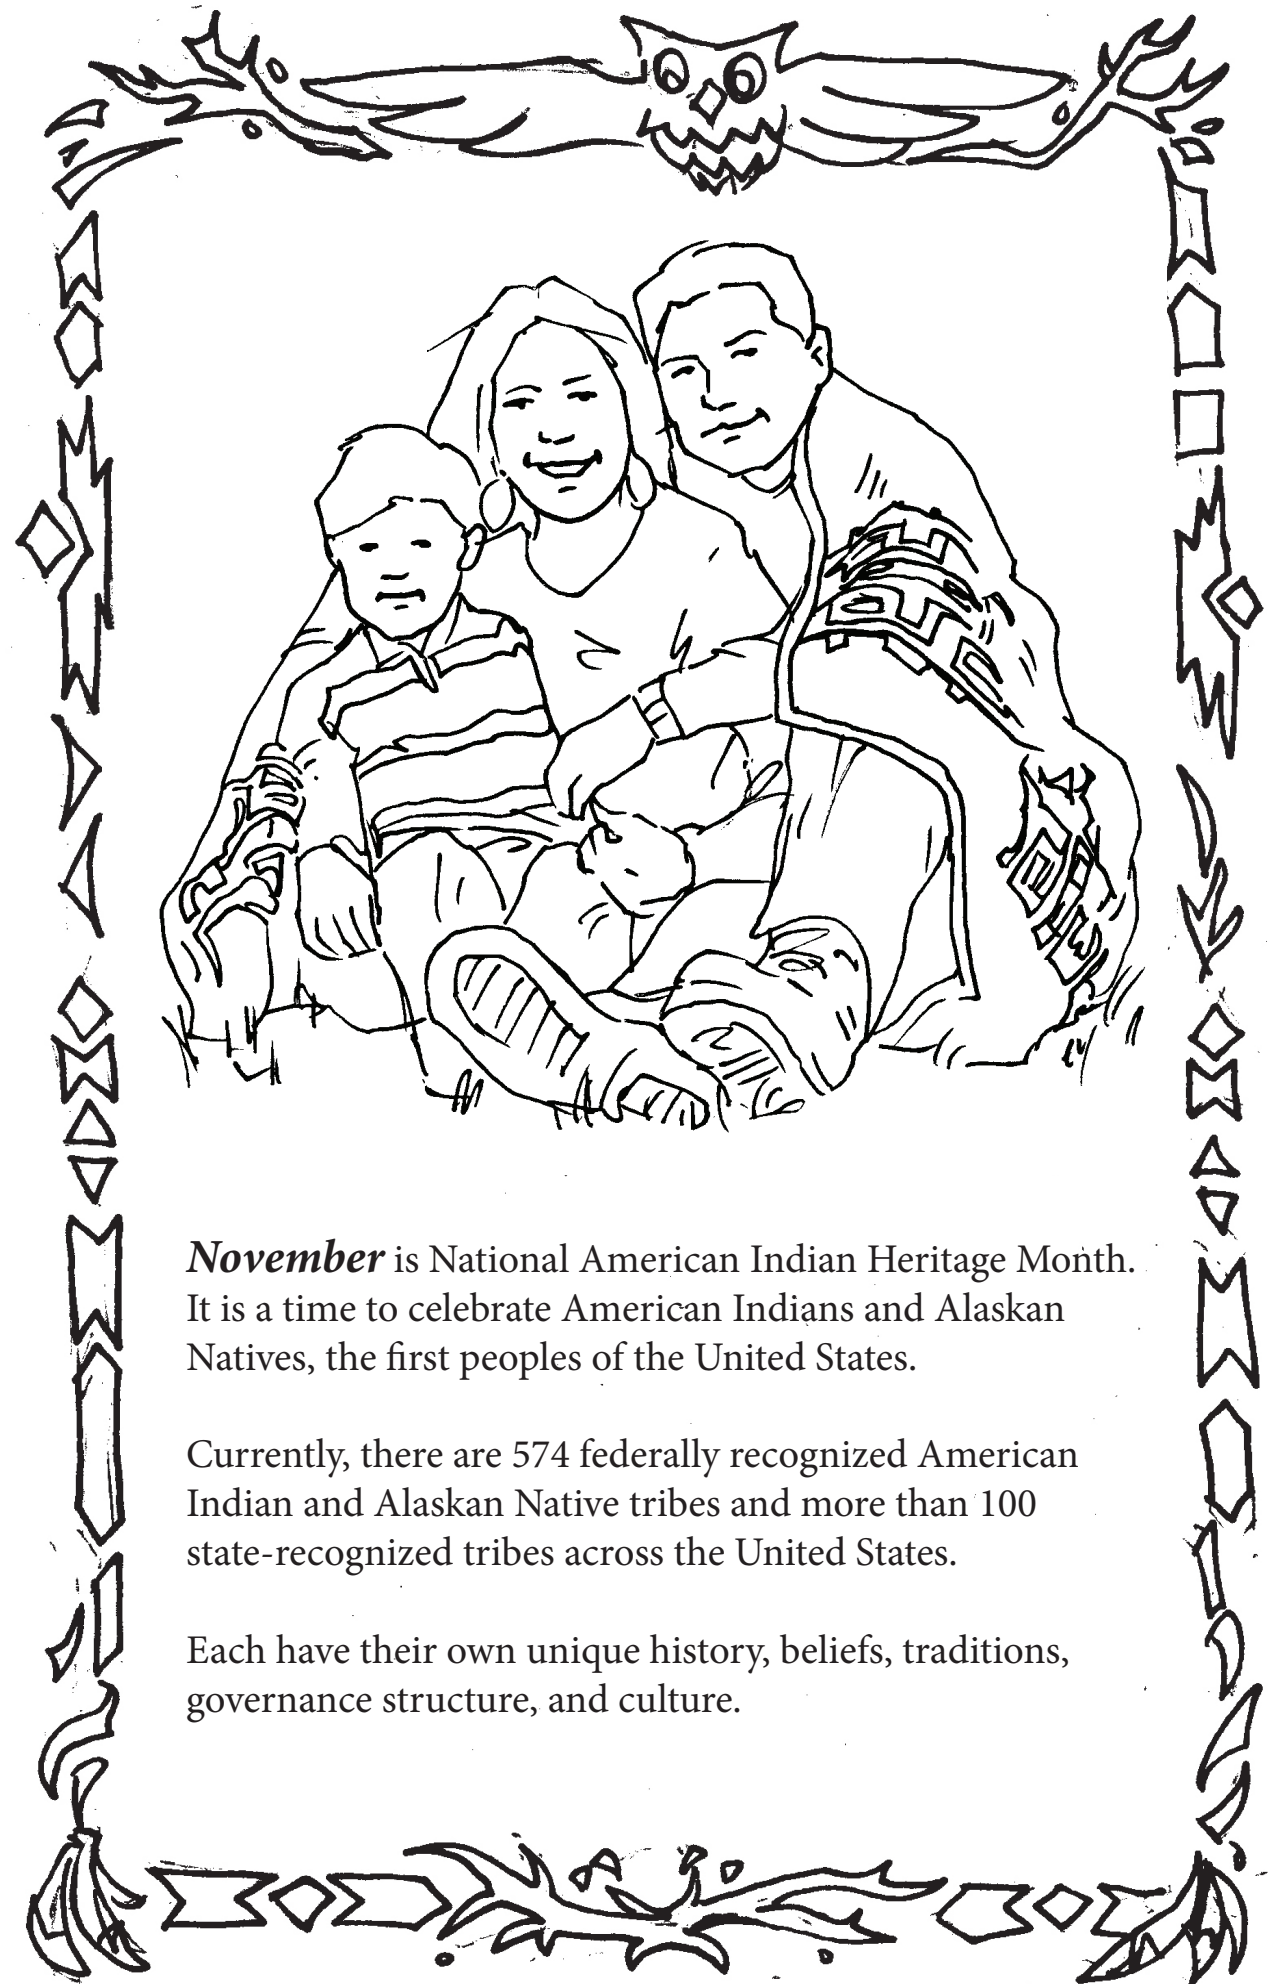 November is National American Indian Heritage Month.
It is a time to celebrate American Indians and Alaskan
Natives, the first peoples of the United States.
Currently, there are 574 federally recognized American
Indian and Alaskan Native tribes and more than 100
state-recognized tribes across the United States.
Each have their own unique history, beliefs, traditions,
governance structure, and culture.